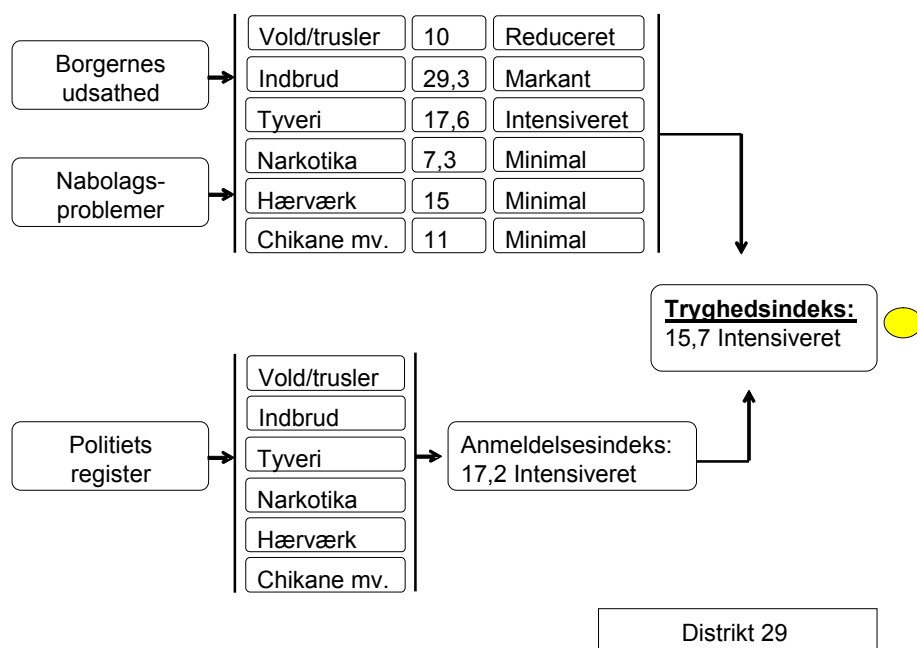 Borgernes
udsathed
Nabolags-
problemer
Vold/trusler 10 Reduceret
Indbrud 29,3 Markant
Tyveri 17,6 Intensiveret
Narkotika 7,3 Minimal
Hærværk 15 Minimal
Chikane mv. 11 Minimal
Tryghedsindeks:
15,7 Intensiveret
Politiets
register
Vold/trusler
Indbrud
Tyveri
Narkotika
Hærværk
Chikane mv.
Anmeldelsesindeks:
17,2 Intensiveret
Distrikt 29